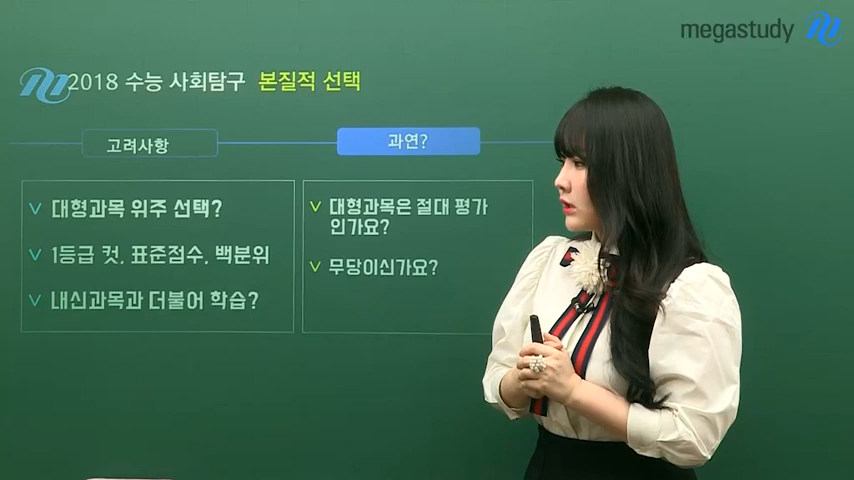 megastudy
2018 수능 사회탐구 본질적 선택
고려사항
과연?
대형과목 위주 선택?
1등급 컷, 표준점수, 백분위
내신과목과 더불어 학습?
대형과목은 절대 평가
인가요?
무당이신가요?